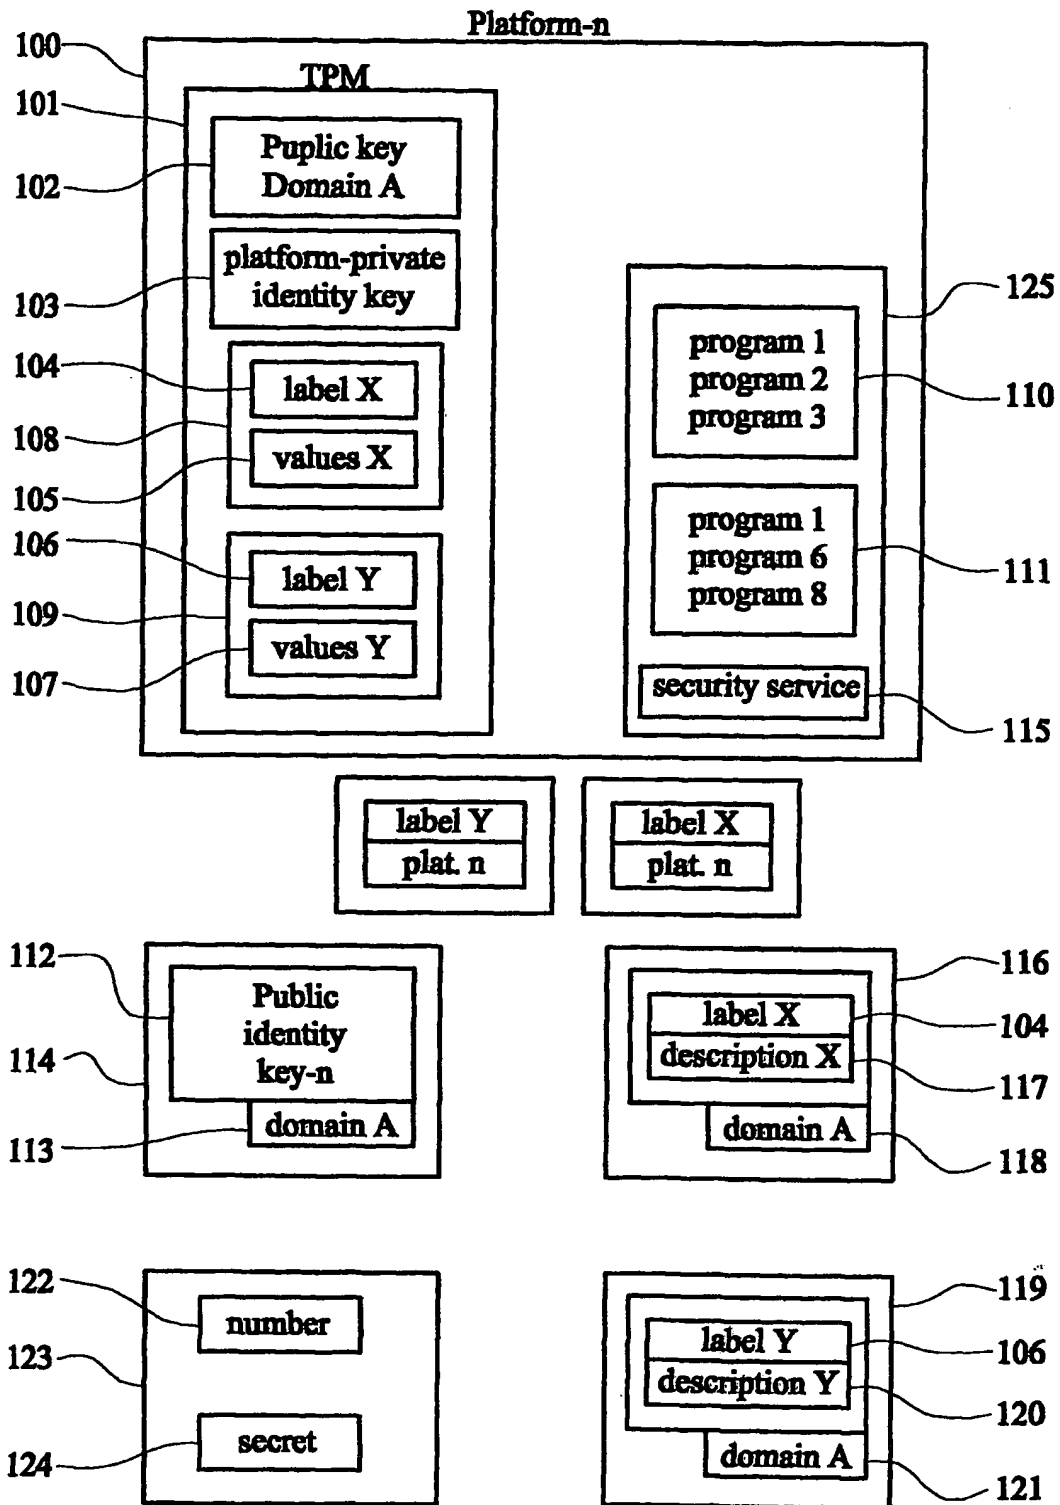 Platform-n
100
TPM
101
Puplic key
Domain A
102
platform-private
identity key
103
125
program 1
program 2
program 3
110
104
label X
108
values X
105
program 1
program 6
program 8
111
106
label Y
109
values Y
107
security service
115
label Y
plat. n
label X
plat. n
112
Public
identity
key-n
114
domain A
113
116
label X
104
description X
117
domain A
118
122
number
123
secret
124
119
label Y
106
description Y
120
domain A
121